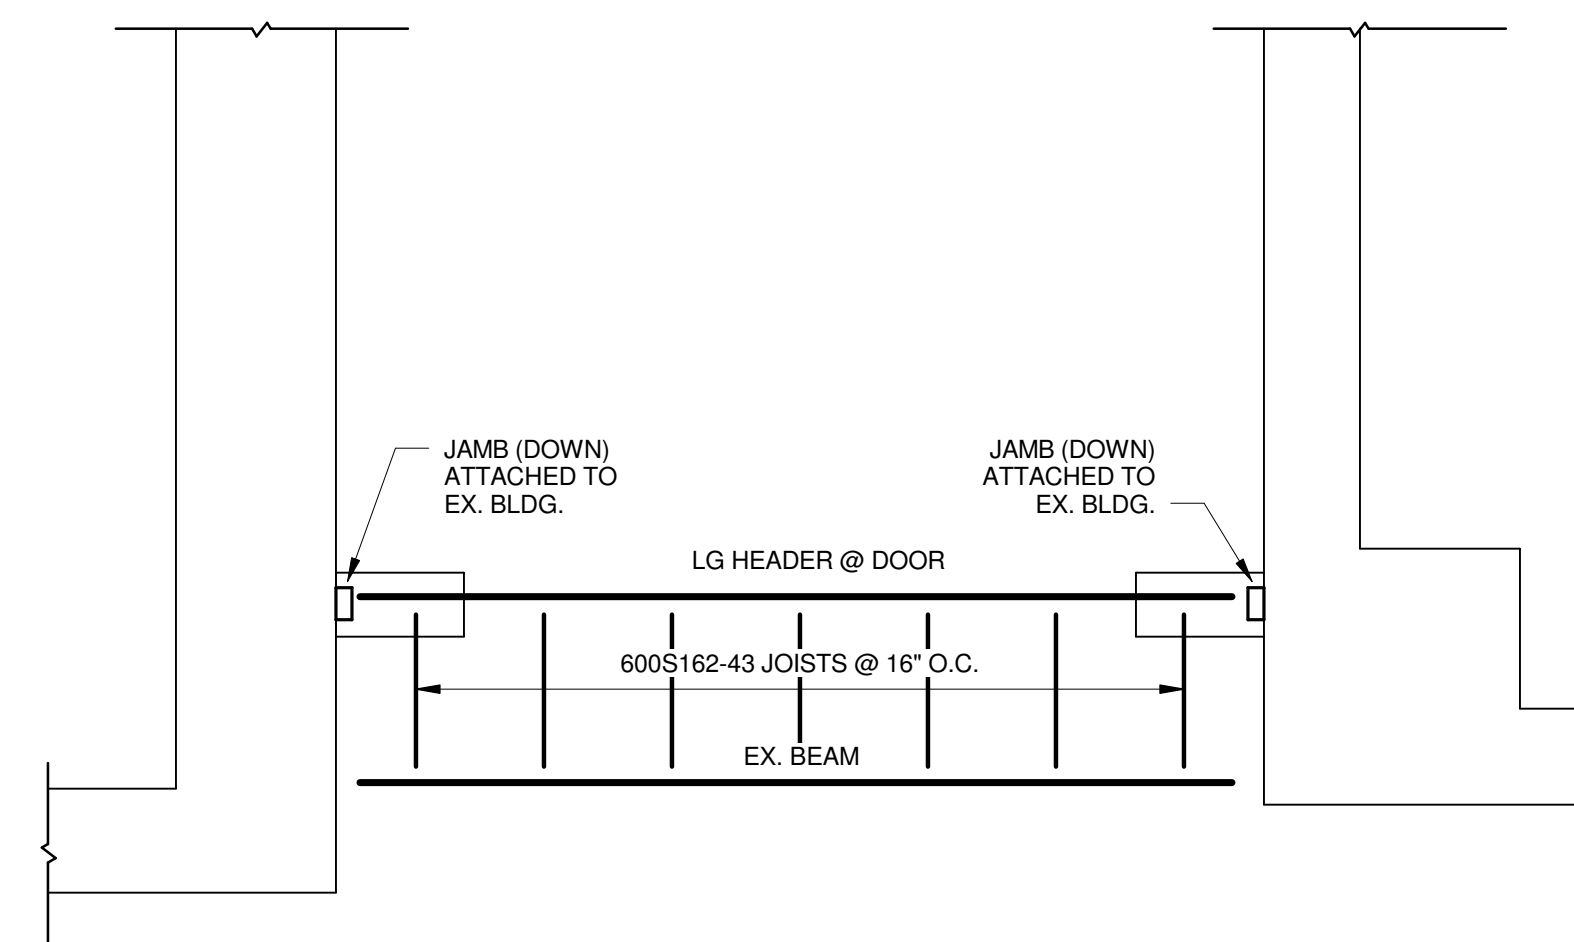 JAMB (DOWN)
ATTACHED TO
EX. BLDG.
JAMB (DOWN)
ATTACHED TO
EX. BLDG.
LG HEADER @ DOOR
600S162-43 JOISTS @ 16" O.C.
EX. BEAM